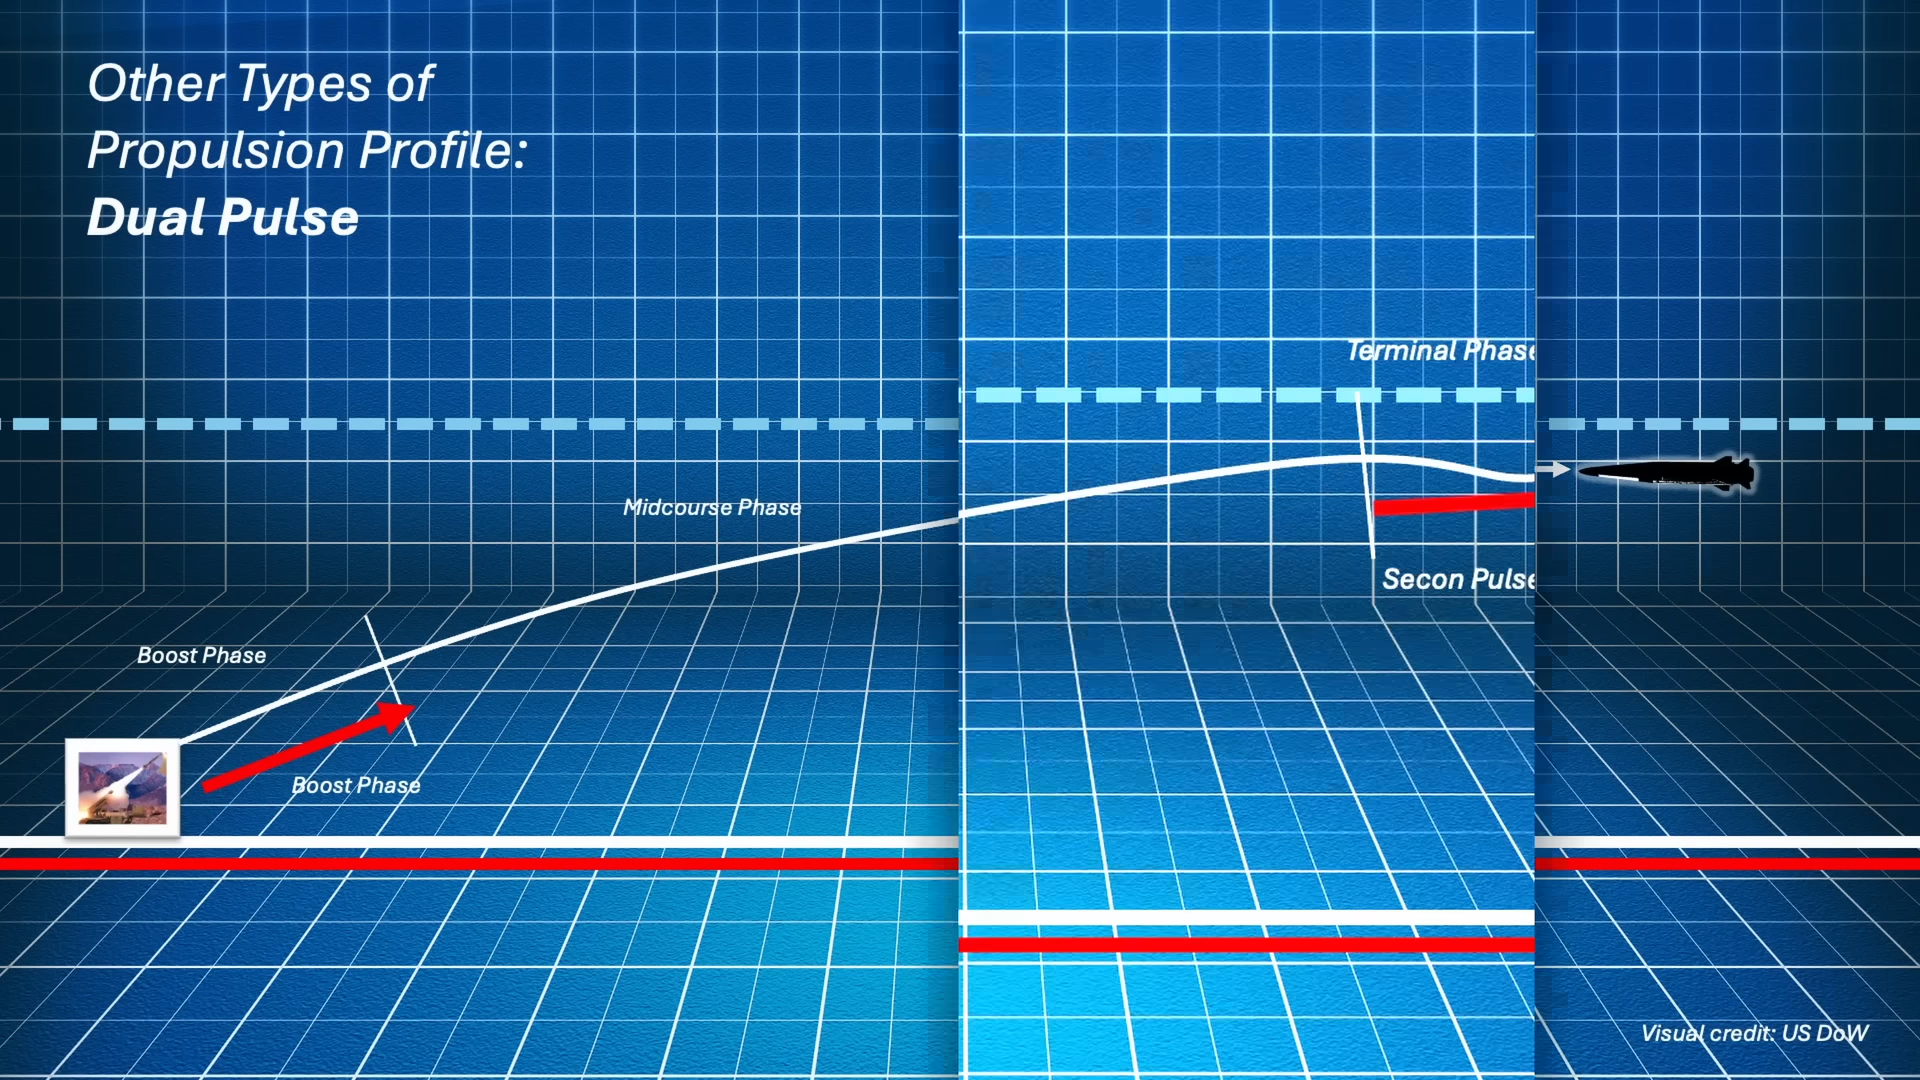 Other Types of
Propulsion Profile:
Dual Pulse
Terminal Phase
Midcourse Phase
Secon Pulse
Boost Phase
Boost Phase
Visual credit: US DoW